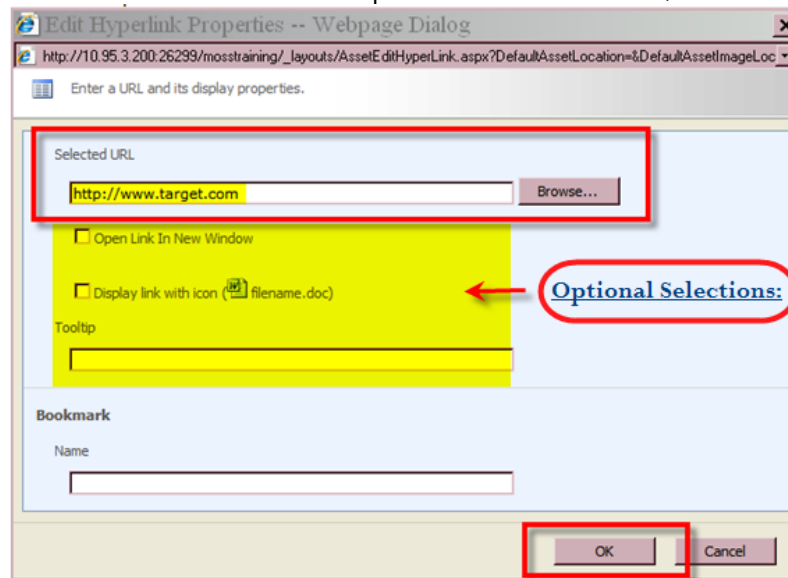 Edit Hyperlink Properties -- Webpage Dialog
http://10.95.3.200:26299/mosstraining/_layouts/AssetEditHyperLink.aspx?DefaultAssetLocation=&DefaultAssetImageLoc
Enter a URL and its display properties.
Selected URL
http://www.target.com Browse...
Open Link In New Window
Display link with icon ( filename.doc) Optional Selections:
Tooltip
Bookmark
Name
OK Cancel